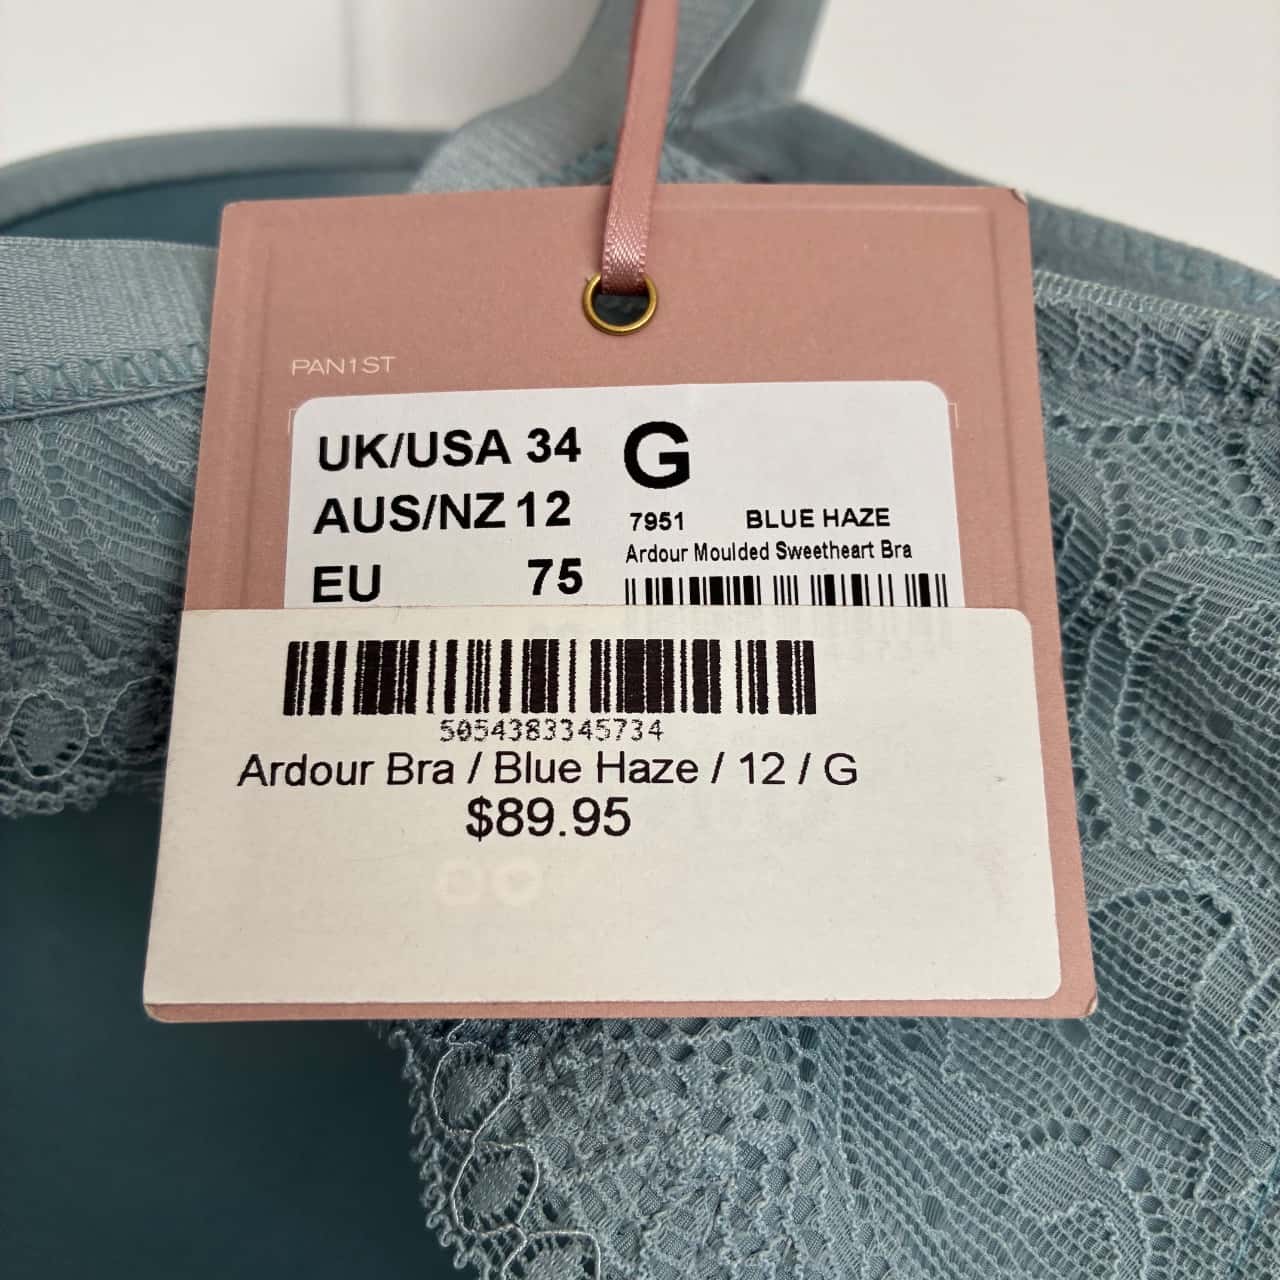 PAN1ST
UK/USA 34 G
AUS/NZ 12
7951 BLUE HAZE
Ardour Moulded Sweetheart Bra
EU 75
5054383345734
Ardour Bra / Blue Haze / 12 / G
$89.95